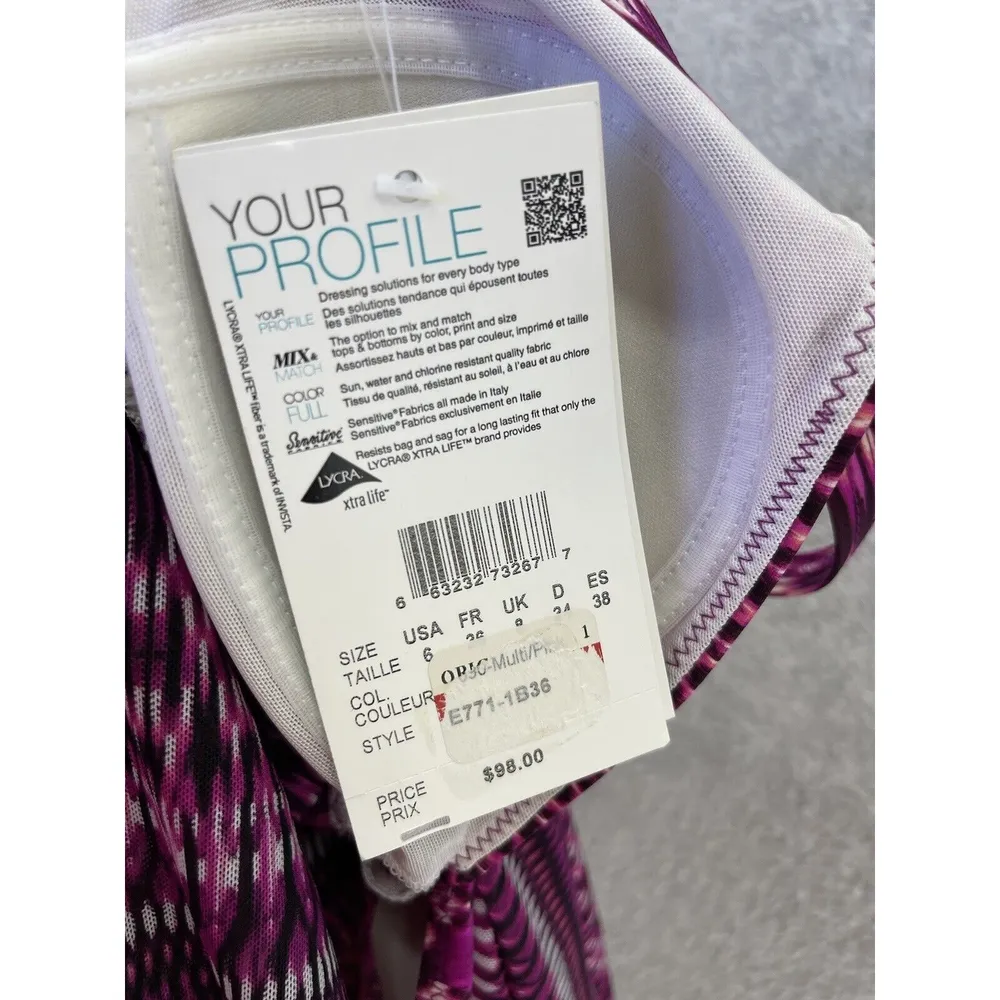 YOUR
PROFILE
YOUR
PROFILE
Dressing solutions for every body type
Des solutions tendance qui épousent toutes
les silhouettes
MIX &
MATCH
The option to mix and match
tops & bottoms by color, print and size
Assortissez hauts et bas par couleur, imprimé et taille
COLOR
FULL
Sun, water and chlorine resistant quality fabric
Tissu de qualité, résistant au soleil, à l'eau et au chlore
Sensitive
FABRICS
Sensitive® Fabrics all made in Italy
Sensitive® Fabrics exclusivement en Italie
LYCRA
xtra life™
Resists bag and sag for a long lasting fit that only the
LYCRA® XTRA LIFE™ brand provides
LYCRA® XTRA LIFE™ fiber is a trademark of INVISTA.
6 63232 73267 7
SIZE USA FR UK D ES
TAILLE 6 36 8 34 38
COL.
COULEUR
ORIG 1
-Multi/
STYLE E771-1B36
PRICE $98.00
PRIX